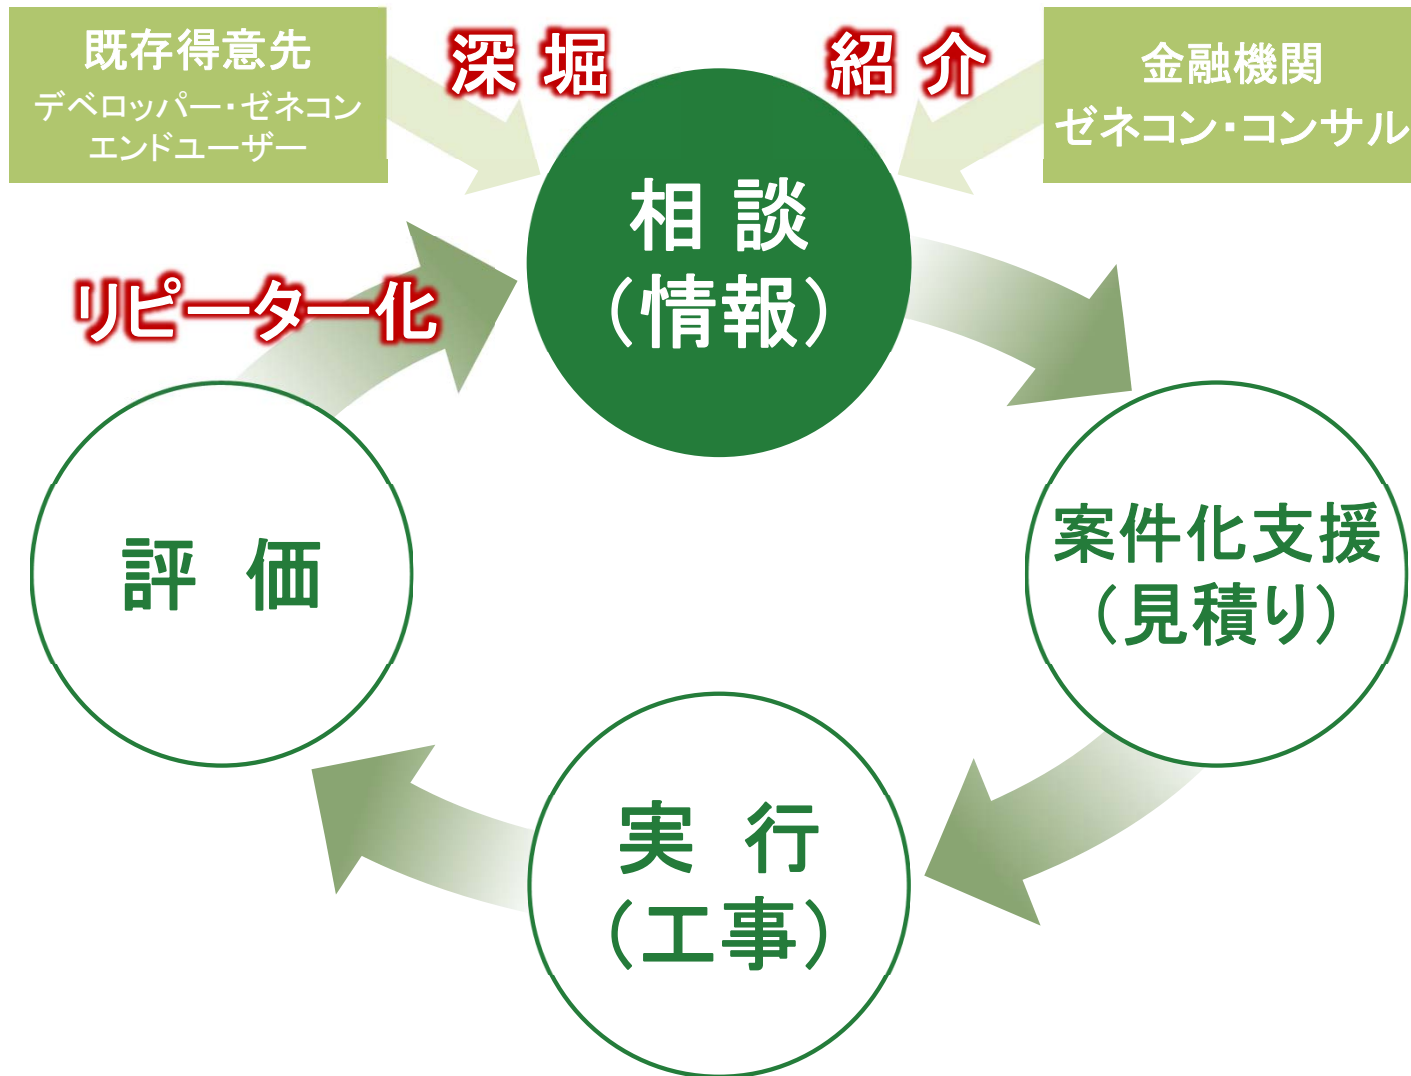 既存得意先
デベロッパー・ゼネコン
エンドユーザー
深 堀
紹 介
金融機関
ゼネコン・コンサル
相 談
（情報）
リピーター化
案件化支援
（見積り）
評 価
実 行
（工事）